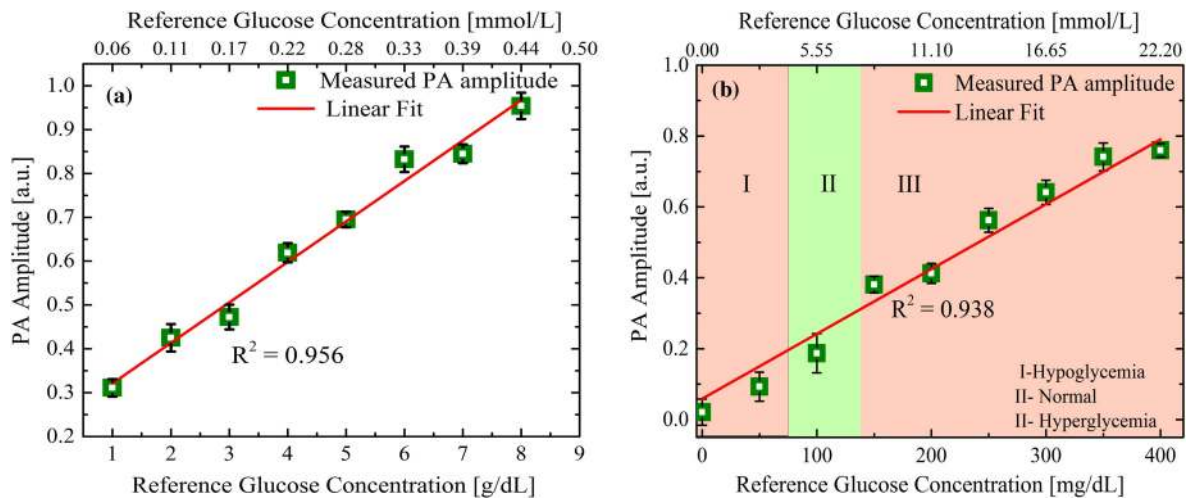 Reference Glucose Concentration [mmol/L]
0.06 0.11 0.17 0.22 0.28 0.33 0.39 0.44 0.50
1.0
0.9
0.8
0.7
0.6
0.5
0.4
0.3
0.2
PA Amplitude [a.u.]
(a)
Measured PA amplitude
Linear Fit
R² = 0.956
1 2 3 4 5 6 7 8 9
Reference Glucose Concentration [g/dL]
Reference Glucose Concentration [mmol/L]
0.00 5.55 11.10 16.65 22.20
1.0
0.8
0.6
0.4
0.2
0.0
PA Amplitude [a.u.]
(b)
Measured PA amplitude
Linear Fit
I II III
R² = 0.938
I-Hypoglycemia
II- Normal
II- Hyperglycemia
0 100 200 300 400
Reference Glucose Concentration [mg/dL]